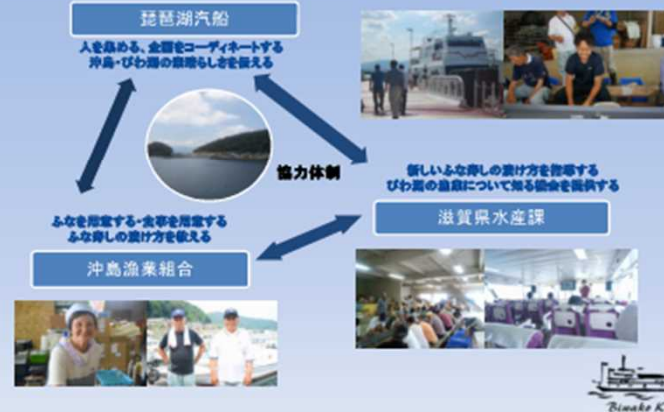 琵琶湖汽船
人を集める、企画をコーディネートする
沖島・びわ湖の素晴らしさを伝える
協力体制
新しいふな寿しの漬け方を指導する
びわ湖の漁業について知る機会を提供する
滋賀県水産課
ふなを用意する・食事を用意する
ふな寿しの漬け方を教える
沖島漁業組合
Biwako